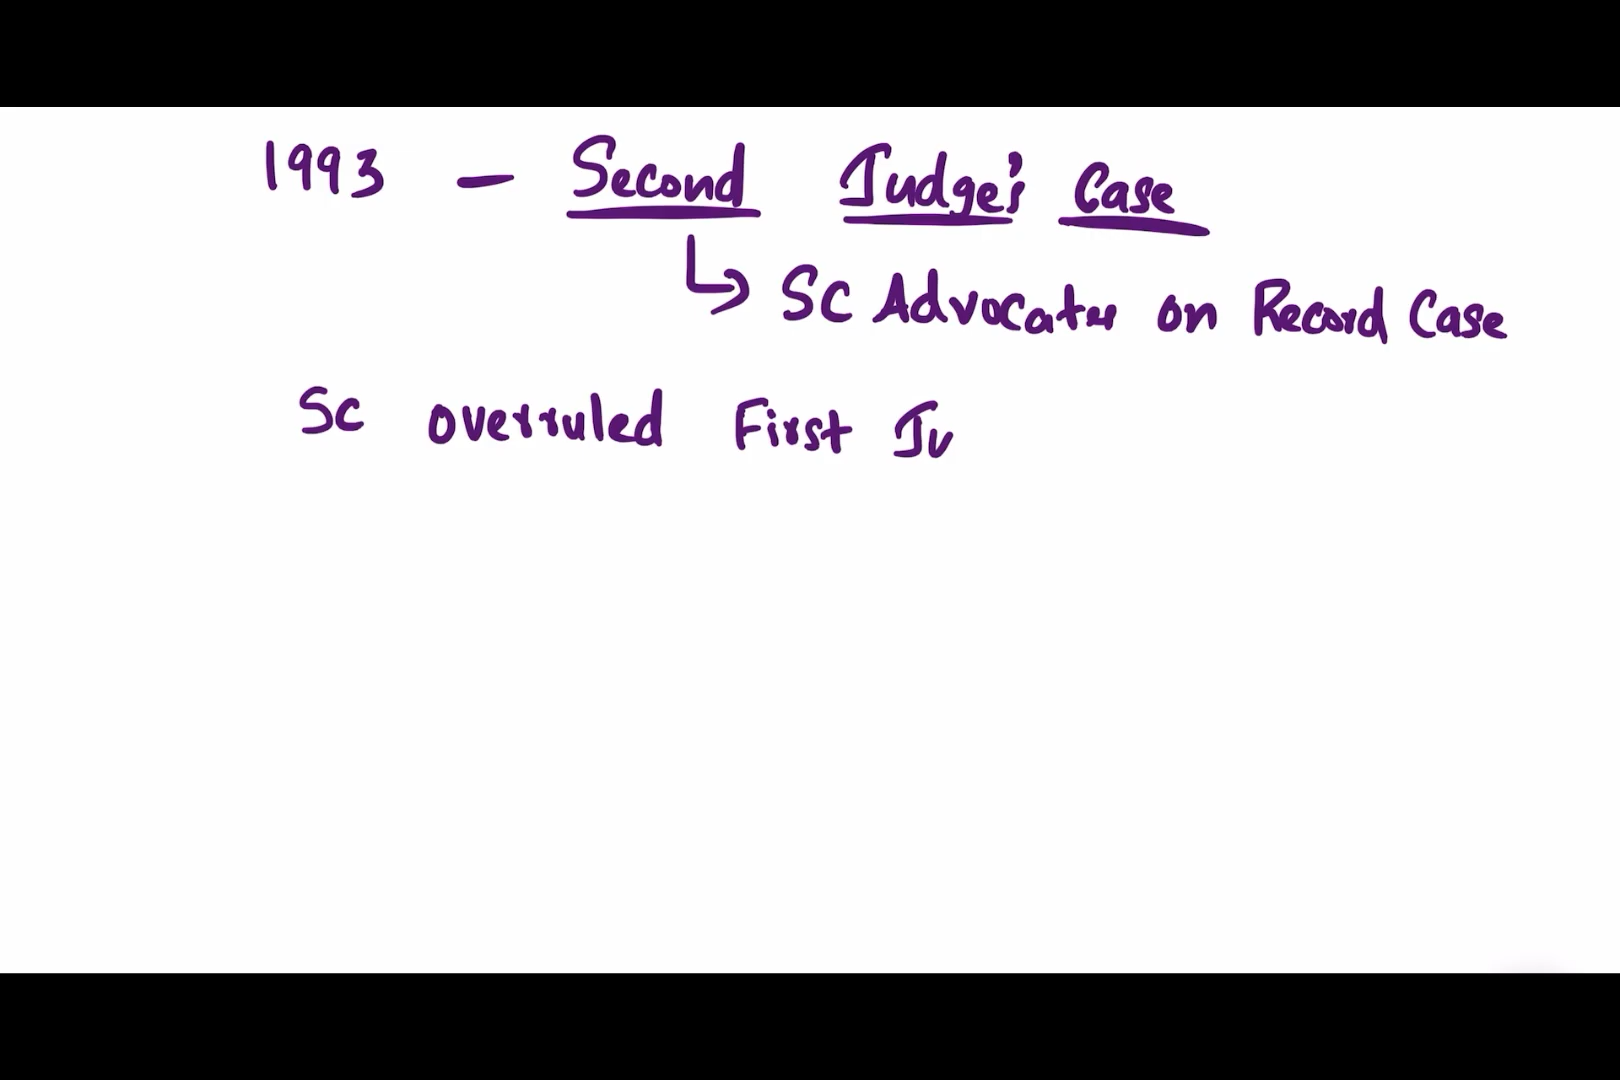 1993 - Second Judge's Case
↳ SC Advocates on Record Case
SC overruled First Ju